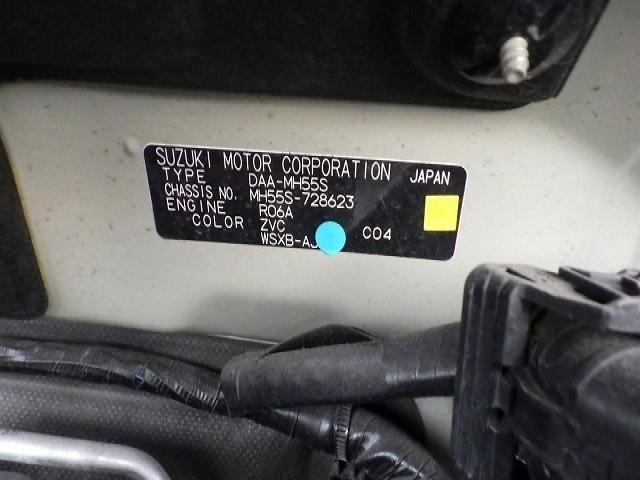 SUZUKI MOTOR CORPORATION JAPAN
TYPE DAA-MH55S
CHASSIS NO. MH55S-728623
ENGINE R06A
COLOR ZVC C04